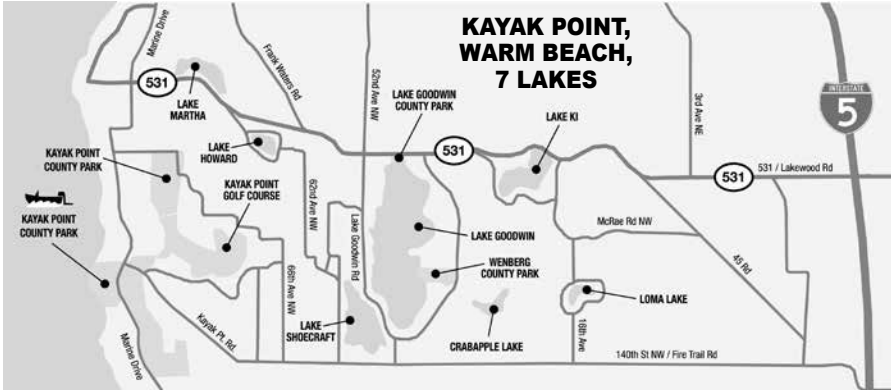 KAYAK POINT,
WARM BEACH,
7 LAKES
Marine Drive
531
LAKE
MARTHA
Frank Waters Rd
52nd Ave NW
LAKE GOODWIN
COUNTY PARK
531
LAKE KI
3rd Ave NE
INTERSTATE
5
531
531 / Lakewood Rd
KAYAK POINT
COUNTY PARK
LAKE
HOWARD
KAYAK POINT
GOLF COURSE
62nd Ave NW
Lake Goodwin Rd
KAYAK POINT
COUNTY PARK
LAKE GOODWIN
McRae Rd NW
WENBERG
COUNTY PARK
45 Rd
66th Ave NW
LOMA LAKE
Kayak Pt. Rd.
LAKE
SHOECRAFT
CRABAPPLE LAKE
16th Ave
Marine Drive
140th St NW / Fire Trail Rd